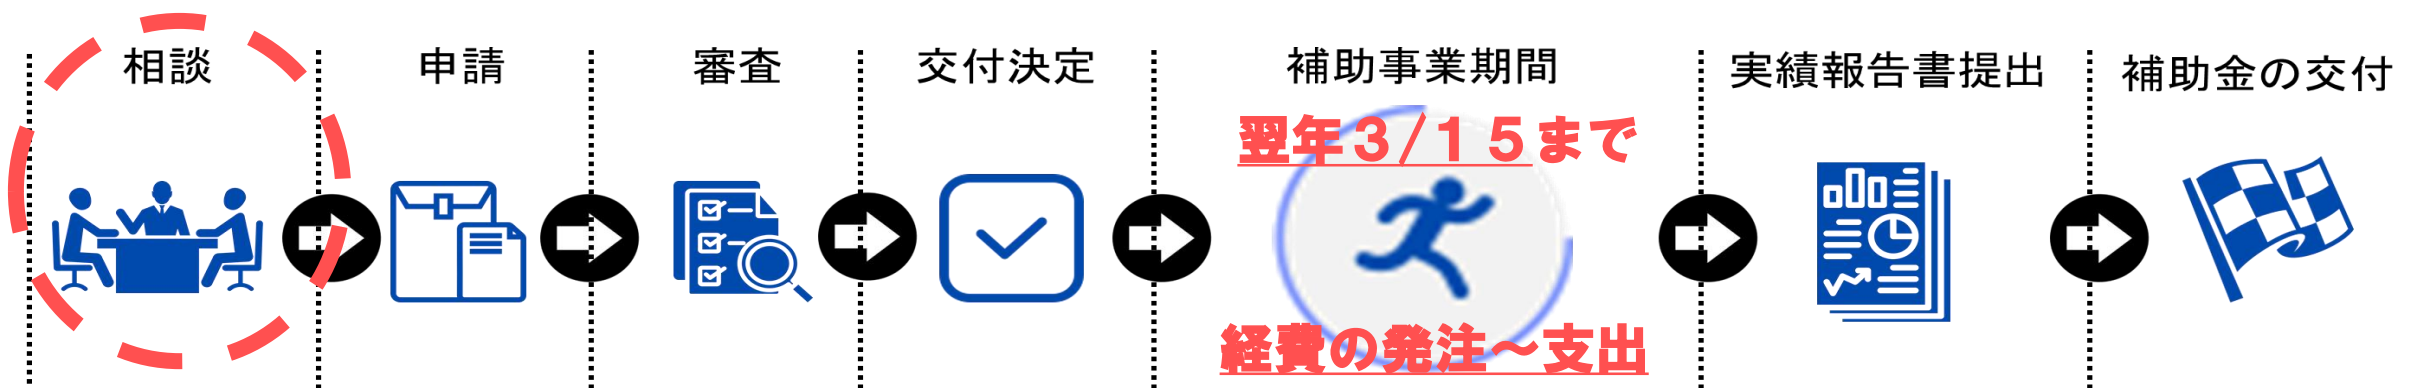 相談
申請
審査
交付決定
補助事業期間
翌年３/１５まで
経費の発注～支出
実績報告書提出
補助金の交付